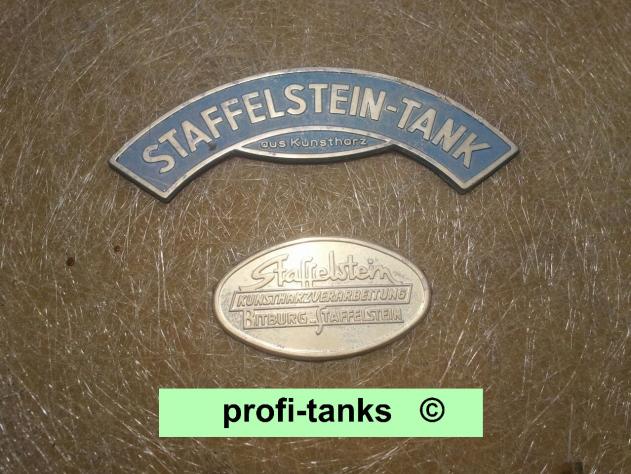 STAFFELSTEIN-TANK
aus Kunstharz
Staffelstein
KUNSTHARZVERARBEITUNG
BITBURG - STAFFELSTEIN
profi-tanks ©